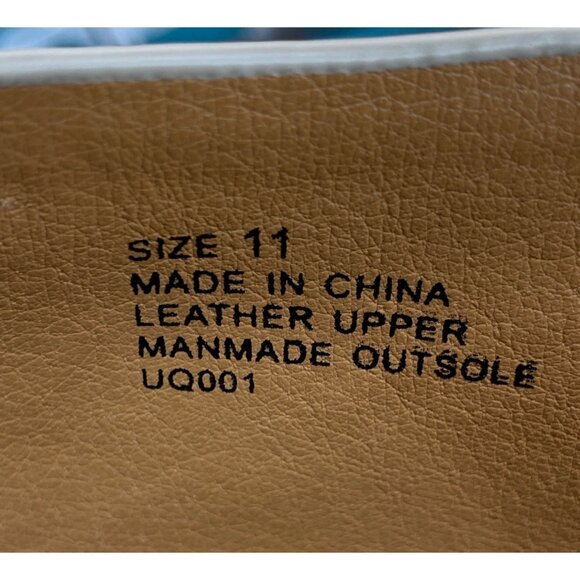 SIZE 11
MADE IN CHINA
LEATHER UPPER
MANMADE OUTSOLE
UQ001